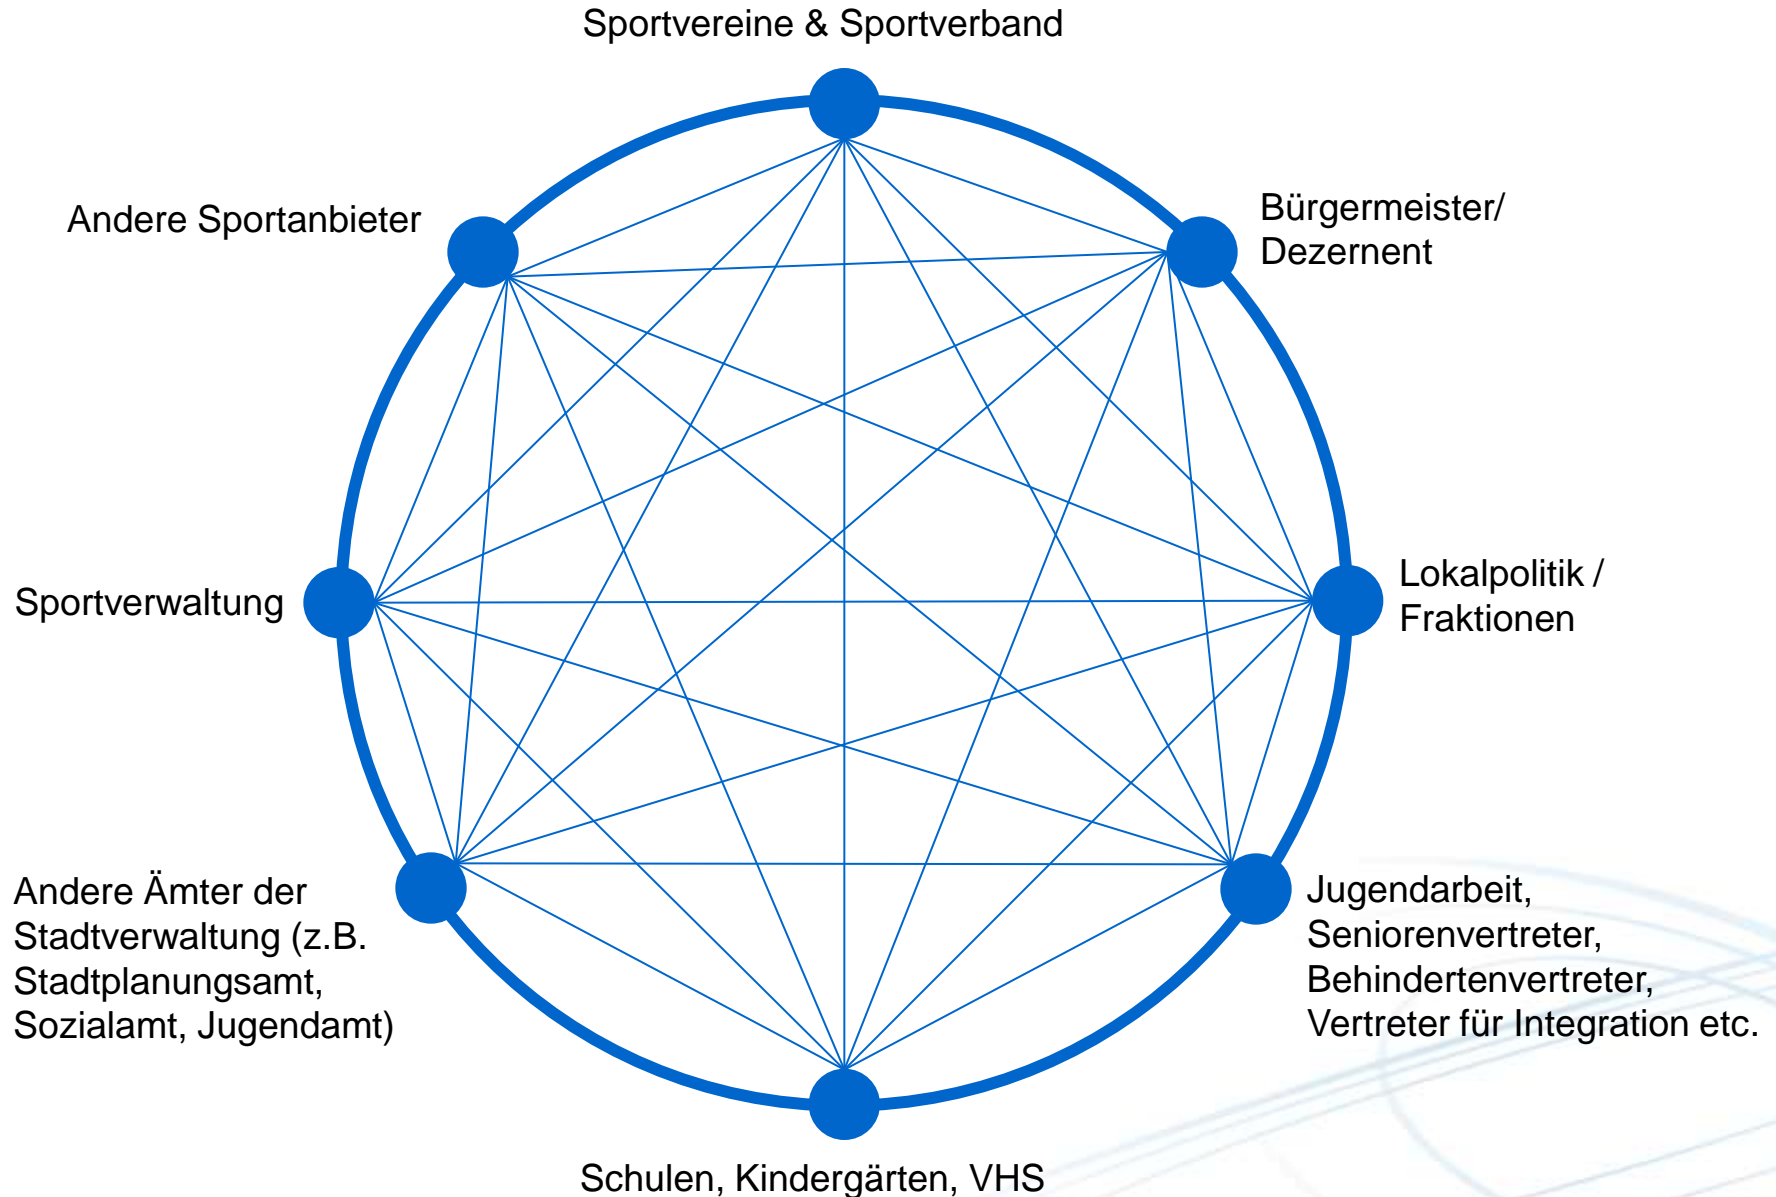 Sportvereine & Sportverband
Andere Sportanbieter
Bürgermeister/
Dezernent
Sportverwaltung
Lokalpolitik /
Fraktionen
Andere Ämter der
Stadtverwaltung (z.B.
Stadtplanungsamt,
Sozialamt, Jugendamt)
Jugendarbeit,
Seniorenvertreter,
Behindertenvertreter,
Vertreter für Integration etc.
Schulen, Kindergärten, VHS